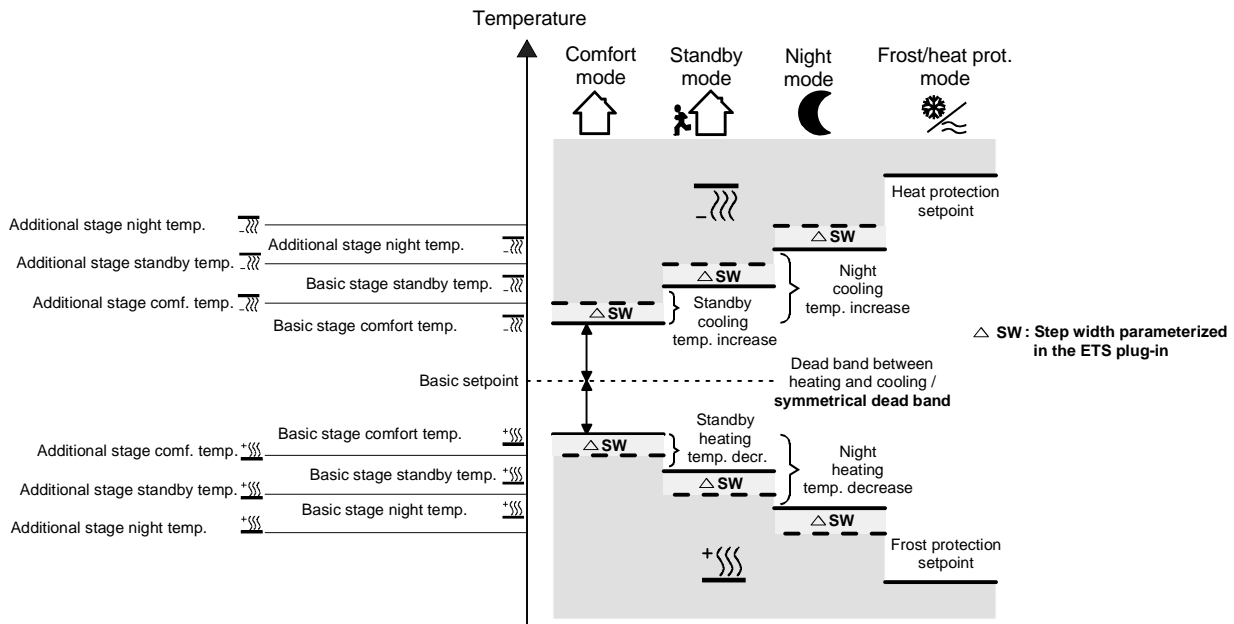 Temperature
Comfort
mode
Standby
mode
Night
mode
Frost/heat prot.
mode
Heat protection
setpoint
Additional stage night temp.
Additional stage night temp.
Additional stage standby temp.
Basic stage standby temp.
Additional stage comf. temp.
Basic stage comfort temp.
△ SW
△ SW
△ SW
Standby
cooling
temp. increase
Night
cooling
temp. increase
△ SW : Step width parameterized
in the ETS plug-in
Basic setpoint
Dead band between
heating and cooling /
symmetrical dead band
Basic stage comfort temp.
Additional stage comf. temp.
Basic stage standby temp.
Additional stage standby temp.
Basic stage night temp.
Additional stage night temp.
△ SW
△ SW
△ SW
Standby
heating
temp. decr.
Night
heating
temp. decrease
Frost protection
setpoint